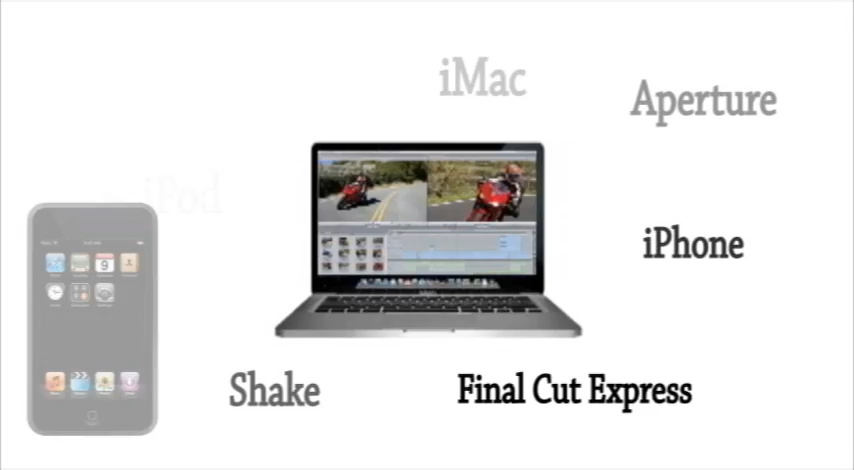 iMac
Aperture
iPod
iPhone
Shake
Final Cut Express